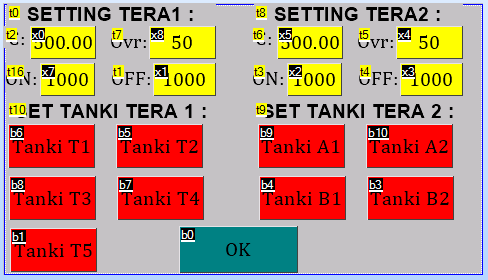 t0 SETTING TERA1 : t8 SETTING TERA2 :
t2 C: x0 500.00 t7 Ovr: x8 50 t6 C: x5 500.00 t5 Ovr: x4 50
t16 ON: x7 1000 t1 OFF: x1 1000 t3 ON: x2 1000 t4 OFF: x3 1000
t10 SET TANKI TERA 1 : t9 SET TANKI TERA 2 :
b6 b5 b9 b10
Tanki T1 Tanki T2 Tanki A1 Tanki A2
b8 b7 b4 b3
Tanki T3 Tanki T4 Tanki B1 Tanki B2
b1 b0
Tanki T5 OK